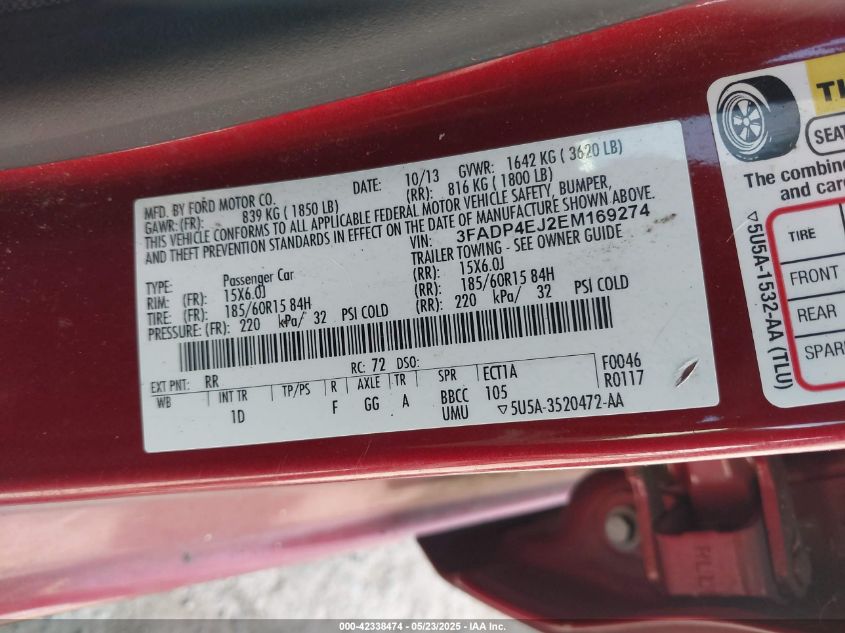 MFD. BY FORD MOTOR CO.
DATE: 10/13 GVWR: 1642 KG ( 3620 LB)
GAWR: (FR): 839 KG ( 1850 LB) (RR): 816 KG ( 1800 LB)
THIS VEHICLE CONFORMS TO ALL APPLICABLE FEDERAL MOTOR VEHICLE SAFETY, BUMPER,
AND THEFT PREVENTION STANDARDS IN EFFECT ON THE DATE OF MANUFACTURE SHOWN ABOVE.
VIN: 3FADP4EJ2EM169274
TYPE: Passenger Car TRAILER TOWING - SEE OWNER GUIDE
RIM: (FR): 15X6.0J (RR): 15X6.0J
TIRE: (FR): 185/60R15 84H (RR): 185/60R15 84H
PRESSURE: (FR): 220 kPa/ 32 PSI COLD (RR): 220 kPa/ 32 PSI COLD
EXT PNT: RR RC: 72 DSO:
WB INT TR TP/PS R AXLE TR SPR ECT1A F0046
1D F GG A BBCC 105 R0117
UMU ▽5U5A-3520472-AA
SEAT
The combine
and car
TIRE
FRONT
REAR
SPAR
▽5U5A-1532-AA (TLU)
000-42338474 | 05/23/2025 - IAA Inc.